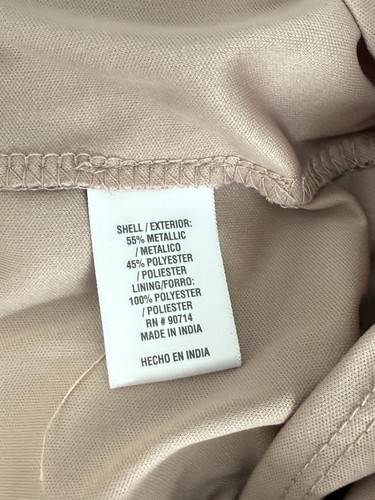 SHELL / EXTERIOR:
55% METALLIC
/ METALICO
45% POLYESTER
/ POLIESTER
LINING/FORRO:
100% POLYESTER
/ POLIESTER
RN # 90714
MADE IN INDIA
HECHO EN INDIA